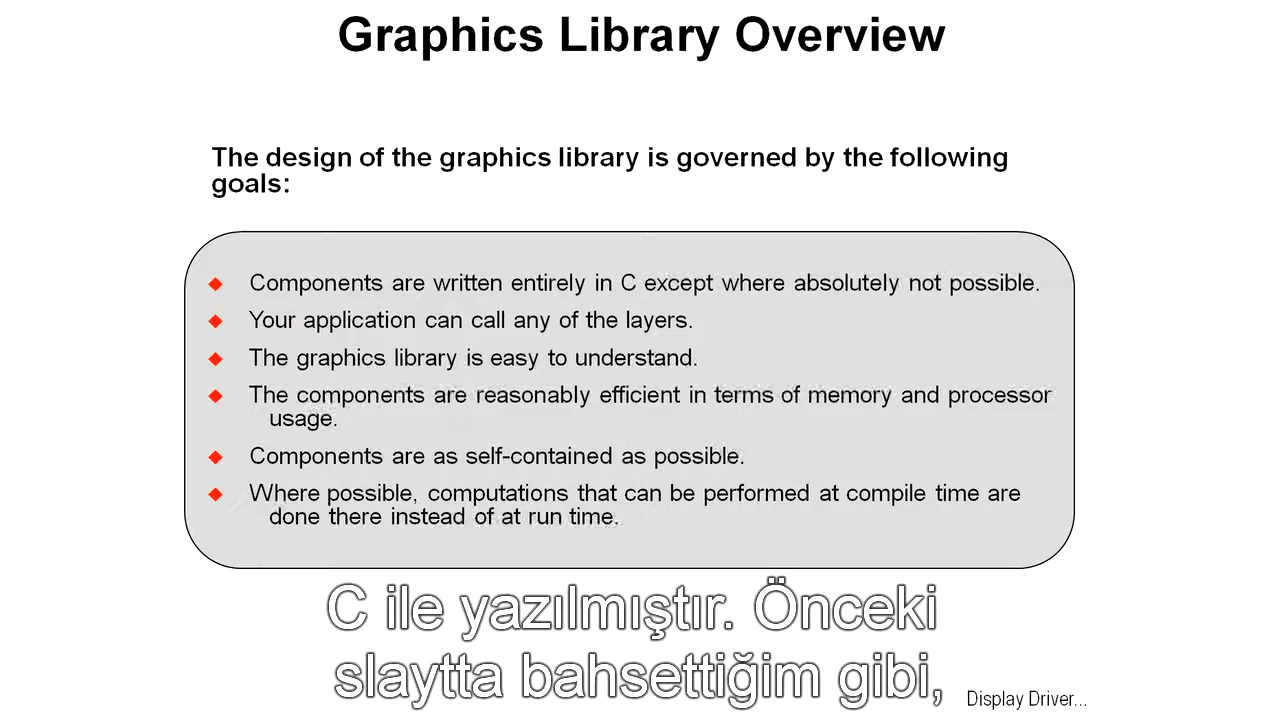 Graphics Library Overview
The design of the graphics library is governed by the following
goals:
Components are written entirely in C except where absolutely not possible.
Your application can call any of the layers.
The graphics library is easy to understand.
The components are reasonably efficient in terms of memory and processor
usage.
Components are as self-contained as possible.
Where possible, computations that can be performed at compile time are
done there instead of at run time.
C ile yazılmıştır. Önceki
slaytta bahsettiğim gibi,
Display Driver...